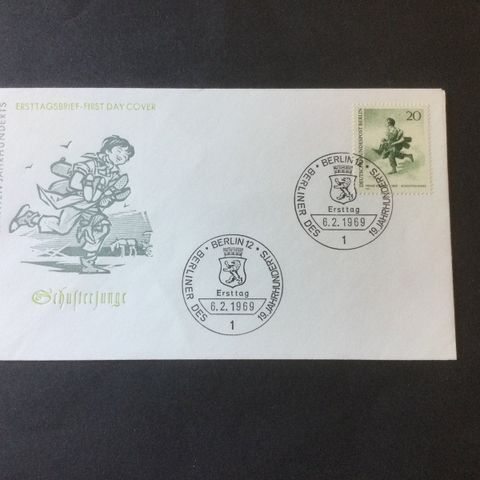 ERSTTAGSBRIEF-FIRST DAY COVER
JAHRHUNDERTS
Schusterjunge
20
DEUTSCHE BUNDESPOST BERLIN
BERLIN 12
BERLINER DES 19. JAHRHUNDERTS
Ersttag
6.2.1969
1
BERLIN 12
BERLINER DES 19. JAHRHUNDERTS
Ersttag
6.2.1969
1